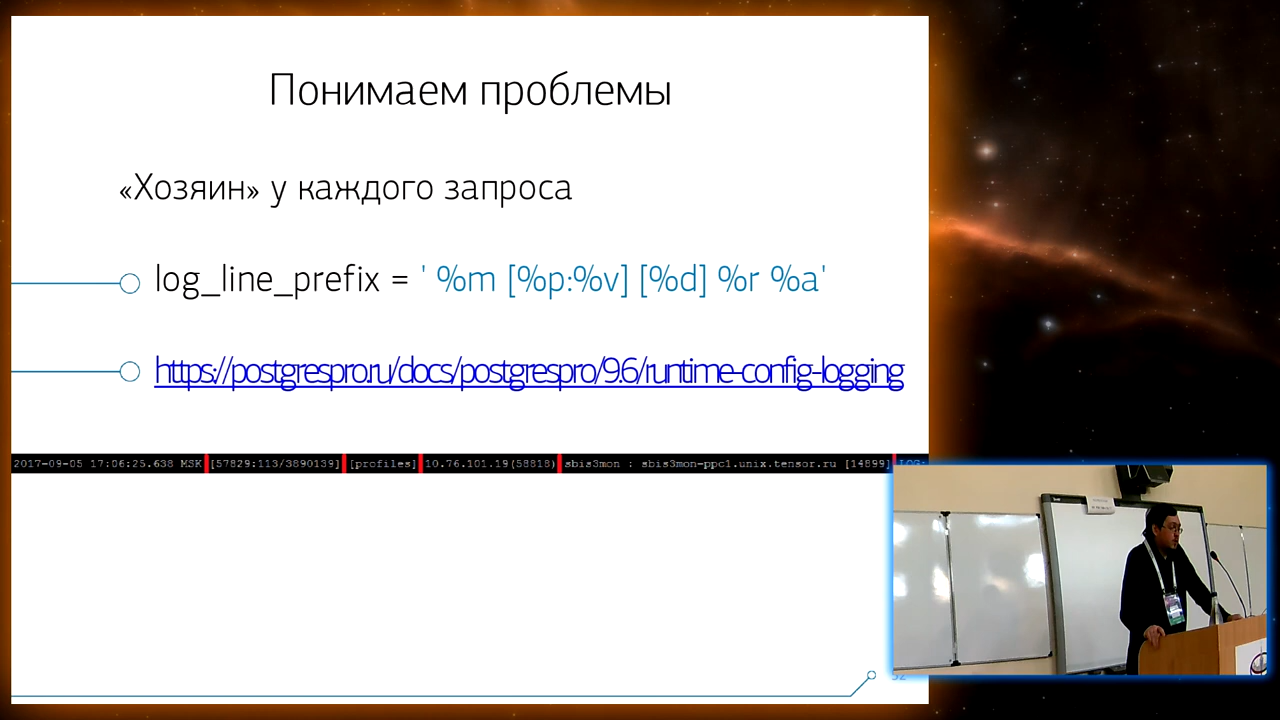 Понимаем проблемы
«Хозяин» у каждого запроса
log_line_prefix = ' %m [%p:%v] [%d] %r %a'
https://postgrespro.ru/docs/postgrespro/9.6/runtime-config-logging
2017-09-05 17:06:25.638 MSK [57829:113/3890139] [profiles] 10.76.101.19(58818) sbis3mon : sbis3mon-ppc1.unix.tensor.ru [14899] LOG:
52